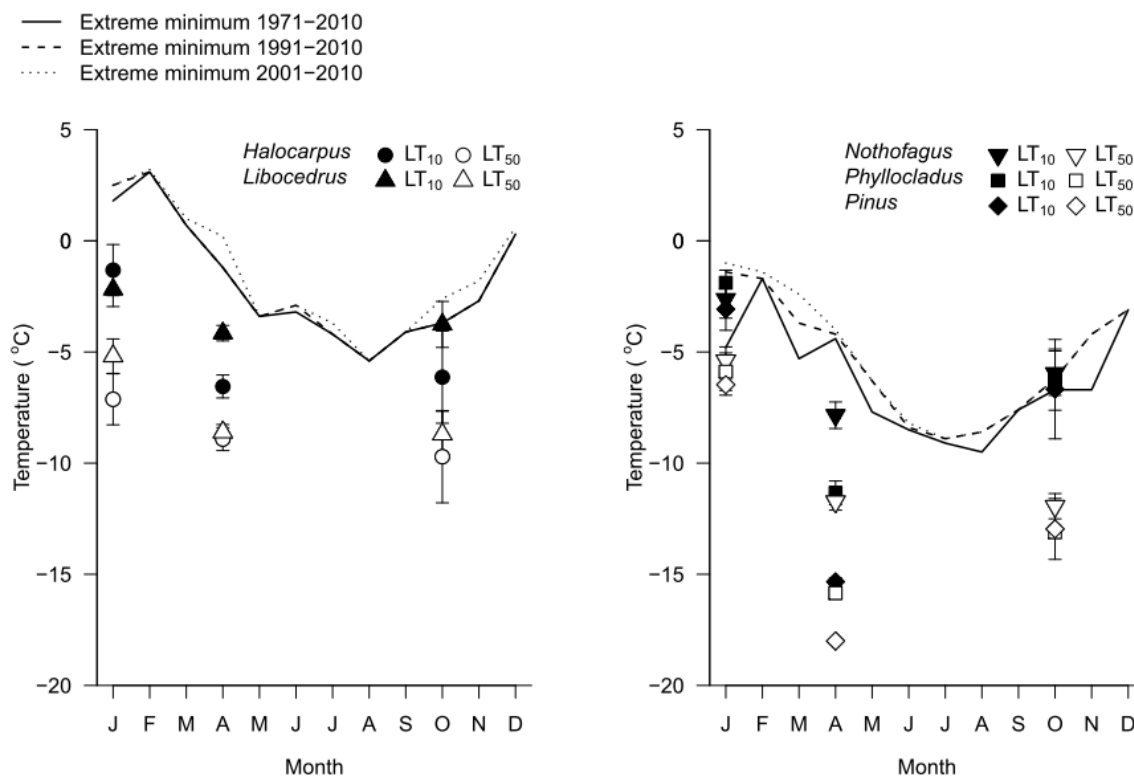 Extreme minimum 1971−2010
Extreme minimum 1991−2010
Extreme minimum 2001−2010
Halocarpus LT10 LT50
Libocedrus LT10 LT50
5
0
−5
−10
−15
−20
Temperature ( oC)
J F M A M J J A S O N D
Month
Nothofagus LT10 LT50
Phyllocladus LT10 LT50
Pinus LT10 LT50
5
0
−5
−10
−15
−20
Temperature ( oC)
J F M A M J J A S O N D
Month